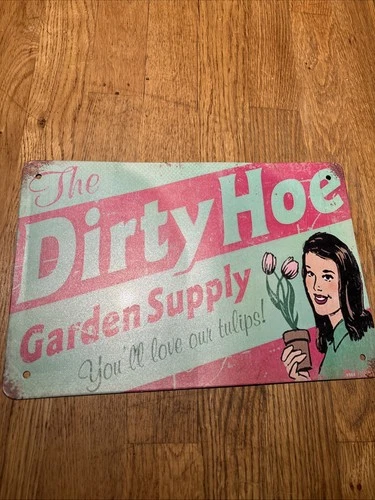 The
Dirty Hoe
Garden Supply
You'll love our tulips!